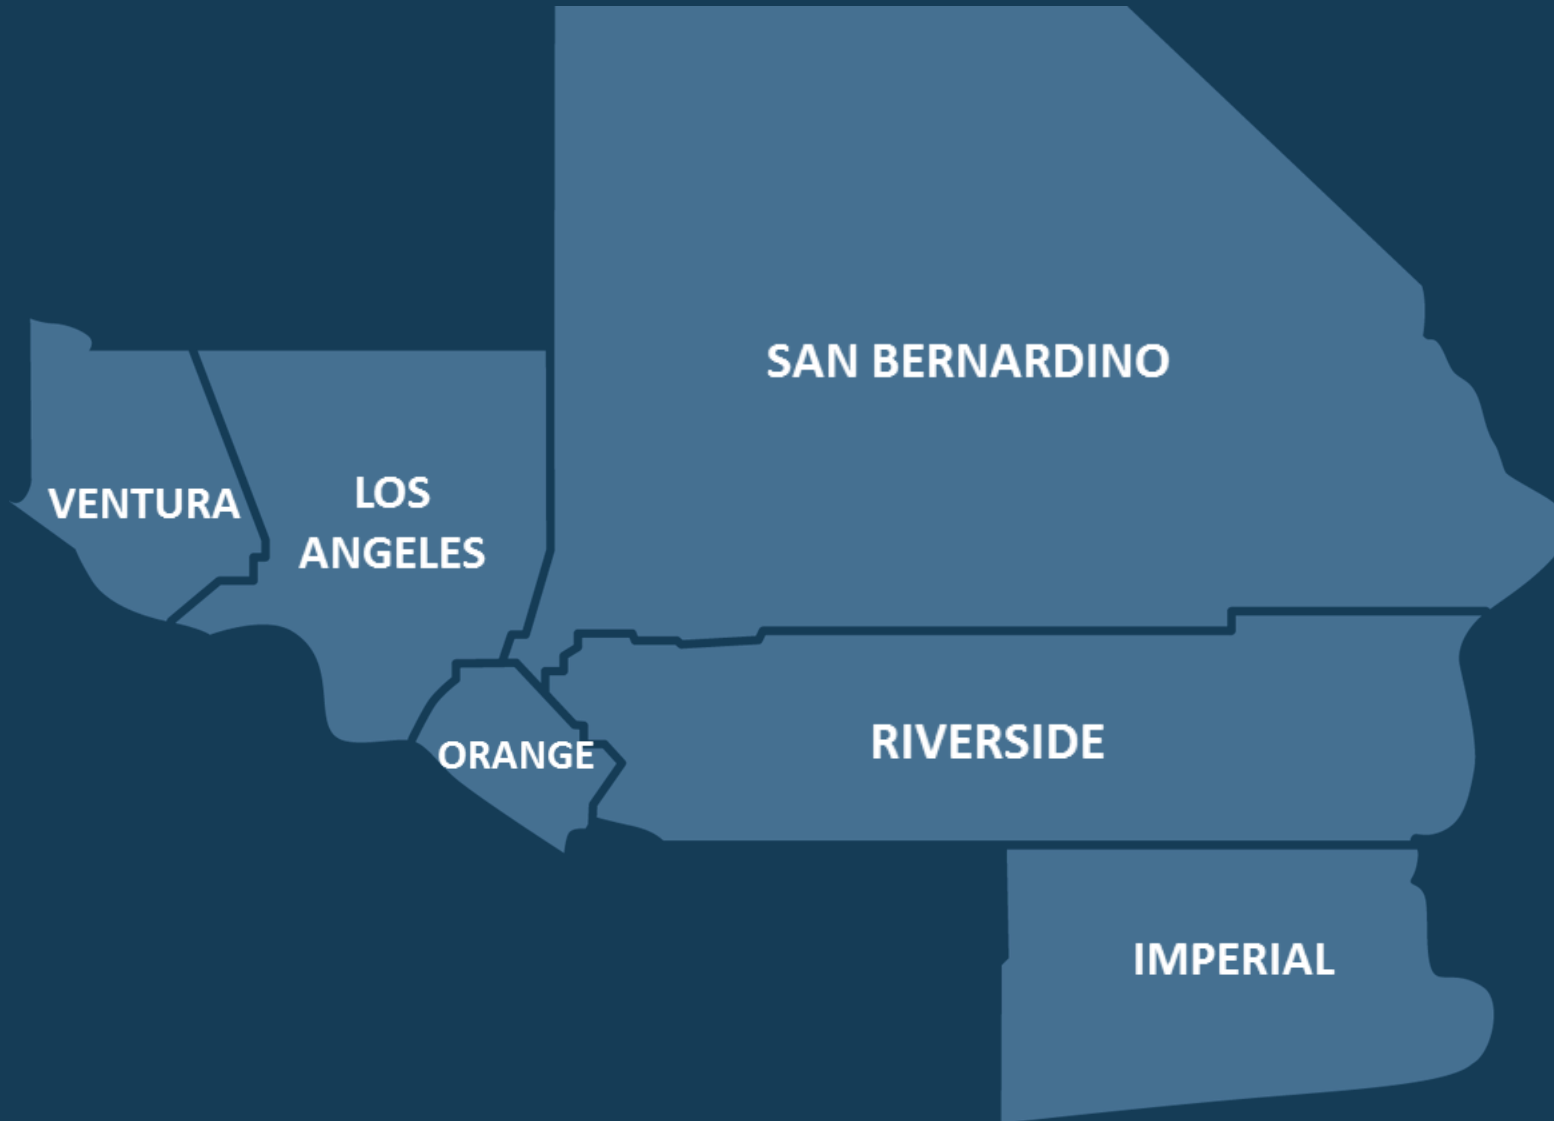 SAN BERNARDINO
VENTURA
LOS
ANGELES
ORANGE
RIVERSIDE
IMPERIAL